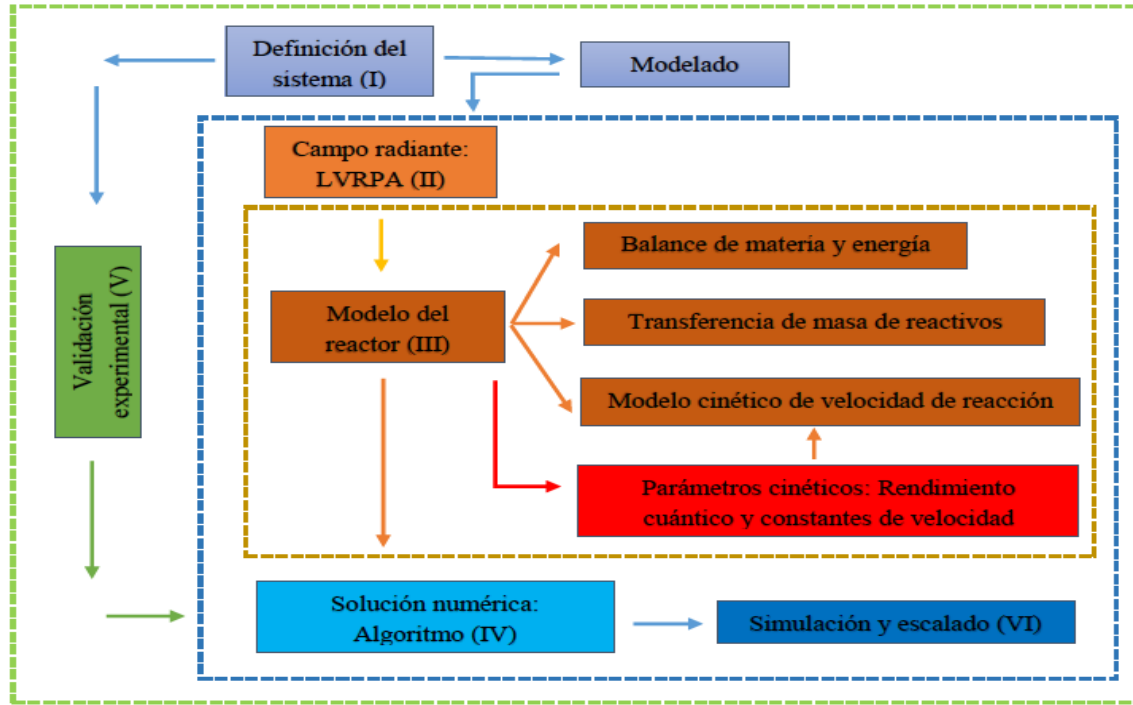 Definición del
sistema (I)
Modelado
Campo radiante:
LVRPA (II)
Balance de materia y energía
Modelo del
reactor (III)
Transferencia de masa de reactivos
Validación
experimental (V)
Modelo cinético de velocidad de reacción
Parámetros cinéticos: Rendimiento
cuántico y constantes de velocidad
Solución numérica:
Algoritmo (IV)
Simulación y escalado (VI)